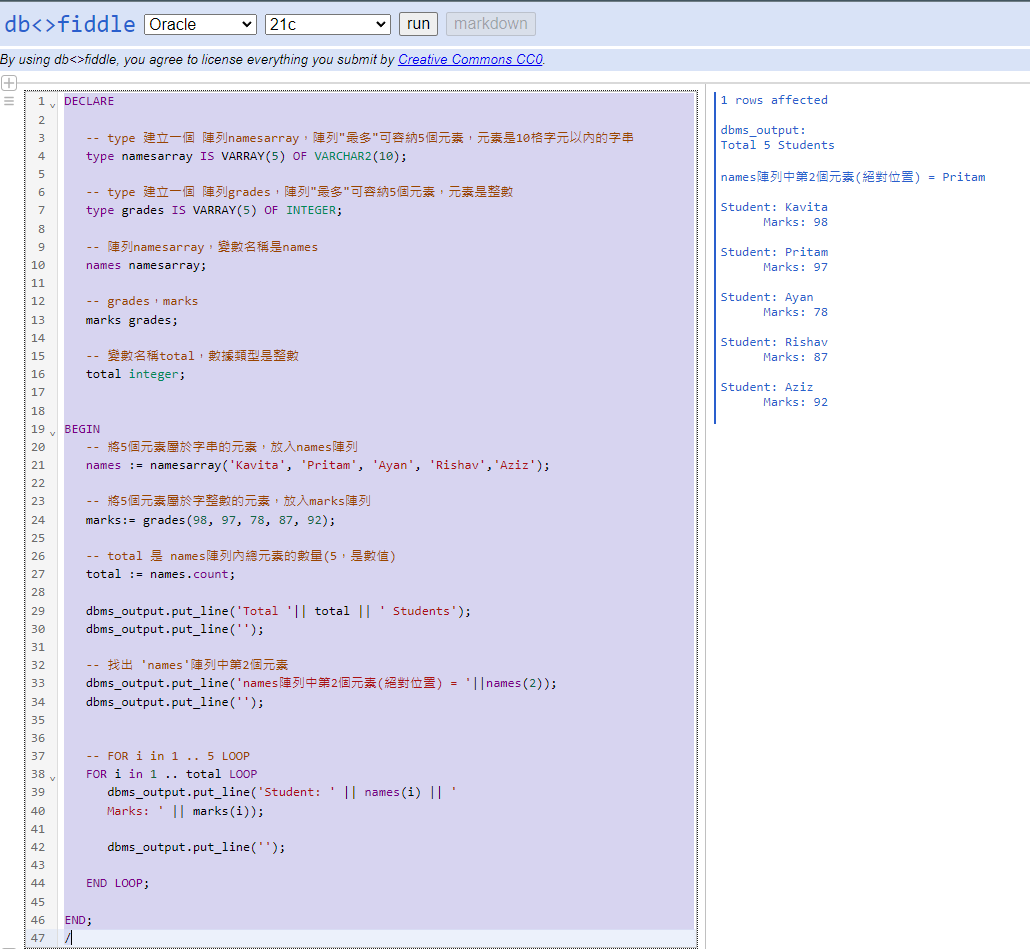 db<>fiddle Oracle 21c run markdown
By using db<>fiddle, you agree to license everything you submit by Creative Commons CC0.
1 DECLARE
2
3 -- type 建立一個 陣列namesarray，陣列"最多"可容納5個元素，元素是10格字元以內的字串
4 type namesarray IS VARRAY(5) OF VARCHAR2(10);
5
6 -- type 建立一個 陣列grades，陣列"最多"可容納5個元素，元素是整數
7 type grades IS VARRAY(5) OF INTEGER;
8
9 -- 陣列namesarray，變數名稱是names
10 names namesarray;
11
12 -- grades，marks
13 marks grades;
14
15 -- 變數名稱total，數據類型是整數
16 total integer;
17
18
19 BEGIN
20 -- 將5個元素屬於字串的元素，放入names陣列
21 names := namesarray('Kavita', 'Pritam', 'Ayan', 'Rishav','Aziz');
22
23 -- 將5個元素屬於字整數的元素，放入marks陣列
24 marks:= grades(98, 97, 78, 87, 92);
25
26 -- total 是 names陣列內總元素的數量(5，是數值)
27 total := names.count;
28
29 dbms_output.put_line('Total '|| total || ' Students');
30 dbms_output.put_line('');
31
32 -- 找出 'names'陣列中第2個元素
33 dbms_output.put_line('names陣列中第2個元素(絕對位置) = '||names(2));
34 dbms_output.put_line('');
35
36
37 -- FOR i in 1 .. 5 LOOP
38 FOR i in 1 .. total LOOP
39 dbms_output.put_line('Student: ' || names(i) || '
40 Marks: ' || marks(i));
41
42 dbms_output.put_line('');
43
44 END LOOP;
45
46 END;
47 /
1 rows affected
dbms_output:
Total 5 Students
names陣列中第2個元素(絕對位置) = Pritam
Student: Kavita
Marks: 98
Student: Pritam
Marks: 97
Student: Ayan
Marks: 78
Student: Rishav
Marks: 87
Student: Aziz
Marks: 92